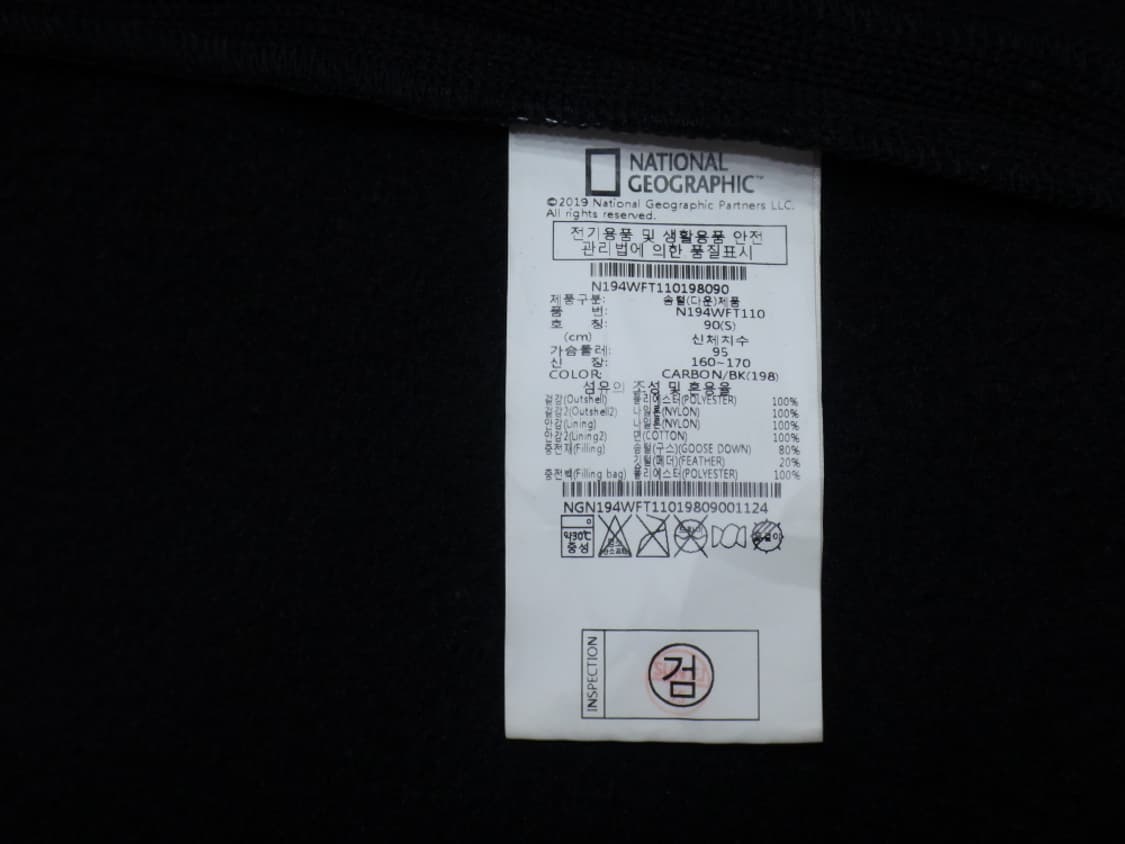 NATIONAL
GEOGRAPHIC™
©2019 National Geographic Partners LLC.
All rights reserved.
전기용품 및 생활용품 안전
관리법에 의한 품질표시
N194WFT110198090
제품구분: 솜털(다운)제품
품 번: N194WFT110
호 칭: 90(S)
(cm) 신체치수
가슴둘레: 95
신 장: 160~170
COLOR: CARBON/BK(198)
섬유의 조성 및 혼용율
겉감(Outshell) 폴리에스터(POLYESTER) 100%
겉감2(Outshell2) 나일론(NYLON) 100%
안감(Lining) 나일론(NYLON) 100%
안감2(Lining2) 면(COTTON) 100%
충전재(Filling) 솜털(구스)(GOOSE DOWN) 80%
깃털(페더)(FEATHER) 20%
충전백(Filling bag) 폴리에스터(POLYESTER) 100%
NGN194WFT11019809001124
약30℃
중성
INSPECTION
검